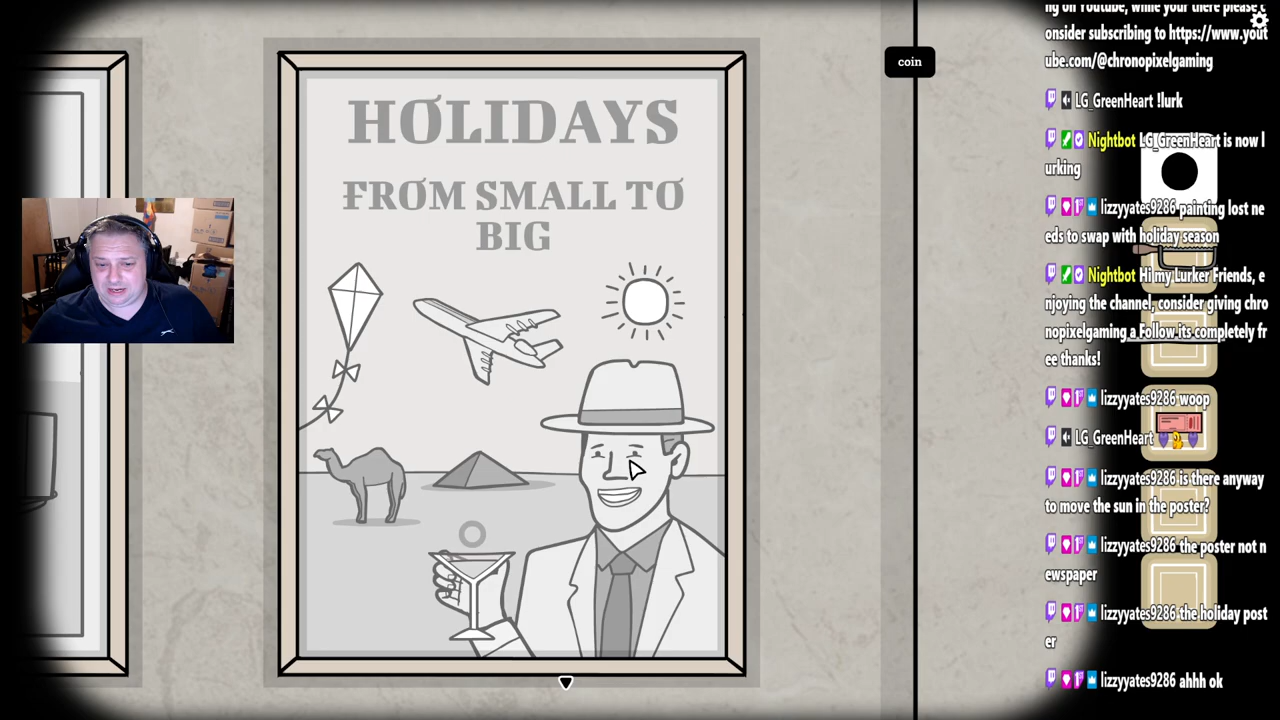 HOLIDAYS
FROM SMALL TO
BIG
coin
ng on Youtube, while your there please c
onsider subscribing to https://www.yout
ube.com/@chronopixelgaming
LG_GreenHeart !lurk
Nightbot LG_GreenHeart is now l
urking
lizzyyates9286 painting lost ne
eds to swap with holiday season
Nightbot Hi my Lurker Friends, e
njoying the channel, consider giving chro
nopixelgaming a Follow its completely fr
ee thanks!
lizzyyates9286 woop
LG_GreenHeart
lizzyyates9286 is there anyway
to move the sun in the poster?
lizzyyates9286 the poster not n
ewspaper
lizzyyates9286 the holiday post
er
lizzyyates9286 ahhh ok